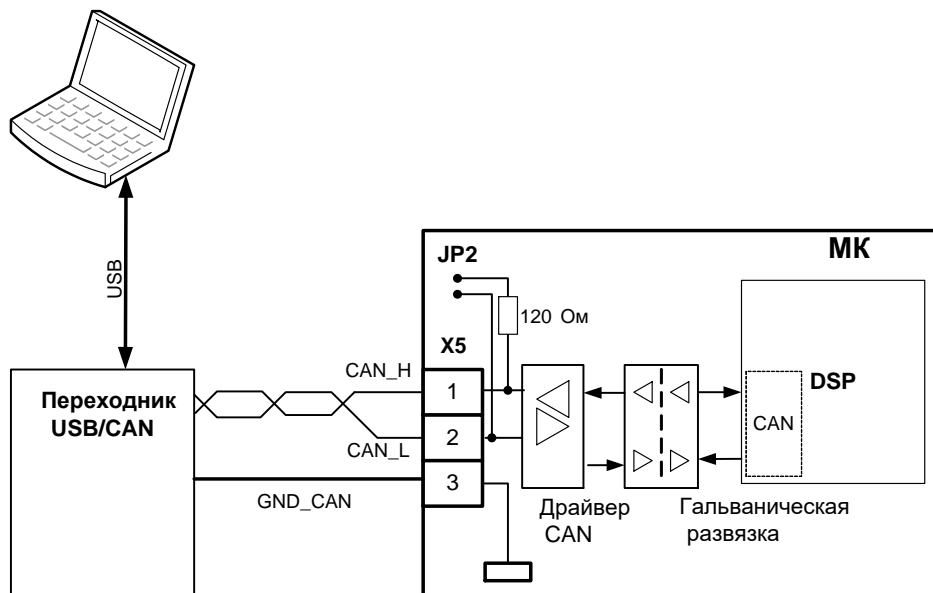 USB
МК
JP2
120 Ом
X5
CAN_H
1
DSP
Переходник
USB/CAN
CAN
2
CAN_L
3
GND_CAN
Драйвер
CAN
Гальваническая
развязка